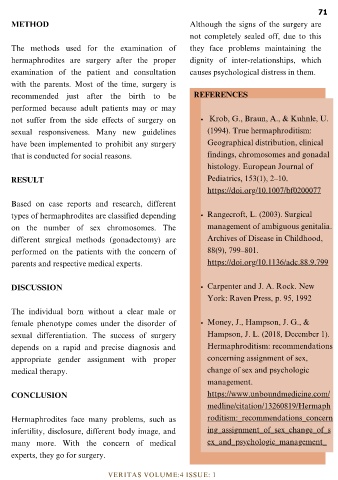 71
METHOD
The methods used for the examination of
hermaphrodites are surgery after the proper
examination of the patient and consultation
with the parents. Most of the time, surgery is
recommended just after the birth to be
performed because adult patients may or may
not suffer from the side effects of surgery on
sexual responsiveness. Many new guidelines
have been implemented to prohibit any surgery
that is conducted for social reasons.
RESULT
Based on case reports and research, different
types of hermaphrodites are classified depending
on the number of sex chromosomes. The
different surgical methods (gonadectomy) are
performed on the patients with the concern of
parents and respective medical experts.
DISCUSSION
The individual born without a clear male or
female phenotype comes under the disorder of
sexual differentiation. The success of surgery
depends on a rapid and precise diagnosis and
appropriate gender assignment with proper
medical therapy.
CONCLUSION
Hermaphrodites face many problems, such as
infertility, disclosure, different body image, and
many more. With the concern of medical
experts, they go for surgery.
Although the signs of the surgery are
not completely sealed off, due to this
they face problems maintaining the
dignity of inter-relationships, which
causes psychological distress in them.
REFERENCES
• Krob, G., Braun, A., & Kuhnle, U.
(1994). True hermaphroditism:
Geographical distribution, clinical
findings, chromosomes and gonadal
histology. European Journal of
Pediatrics, 153(1), 2–10.
https://doi.org/10.1007/bf0200077
• Rangecroft, L. (2003). Surgical
management of ambiguous genitalia.
Archives of Disease in Childhood,
88(9), 799-801.
https://doi.org/10.1136/adc.88.9.799
• Carpenter and J. A. Rock. New
York: Raven Press, p. 95, 1992
• Money, J., Hampson, J. G., &
Hampson, J. L. (2018, December 1).
Hermaphroditism: recommendations
concerning assignment of sex,
change of sex and psychologic
management.
https://www.unboundmedicine.com/
medline/citation/13260819/Hermaph
roditism:_recommendations_concern
ing_assignment_of_sex_change_of_s
ex_and_psychologic_management_
VERITAS VOLUME:4 ISSUE: 1